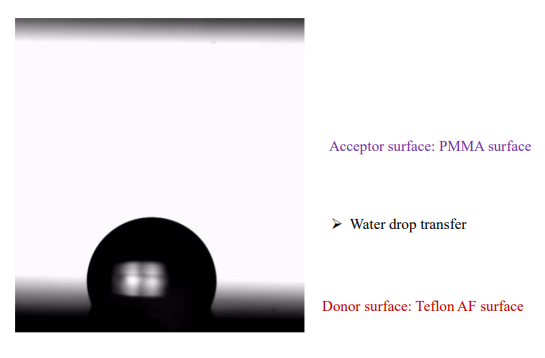 Acceptor surface: PMMA surface
➢ Water drop transfer
Donor surface: Teflon AF surface